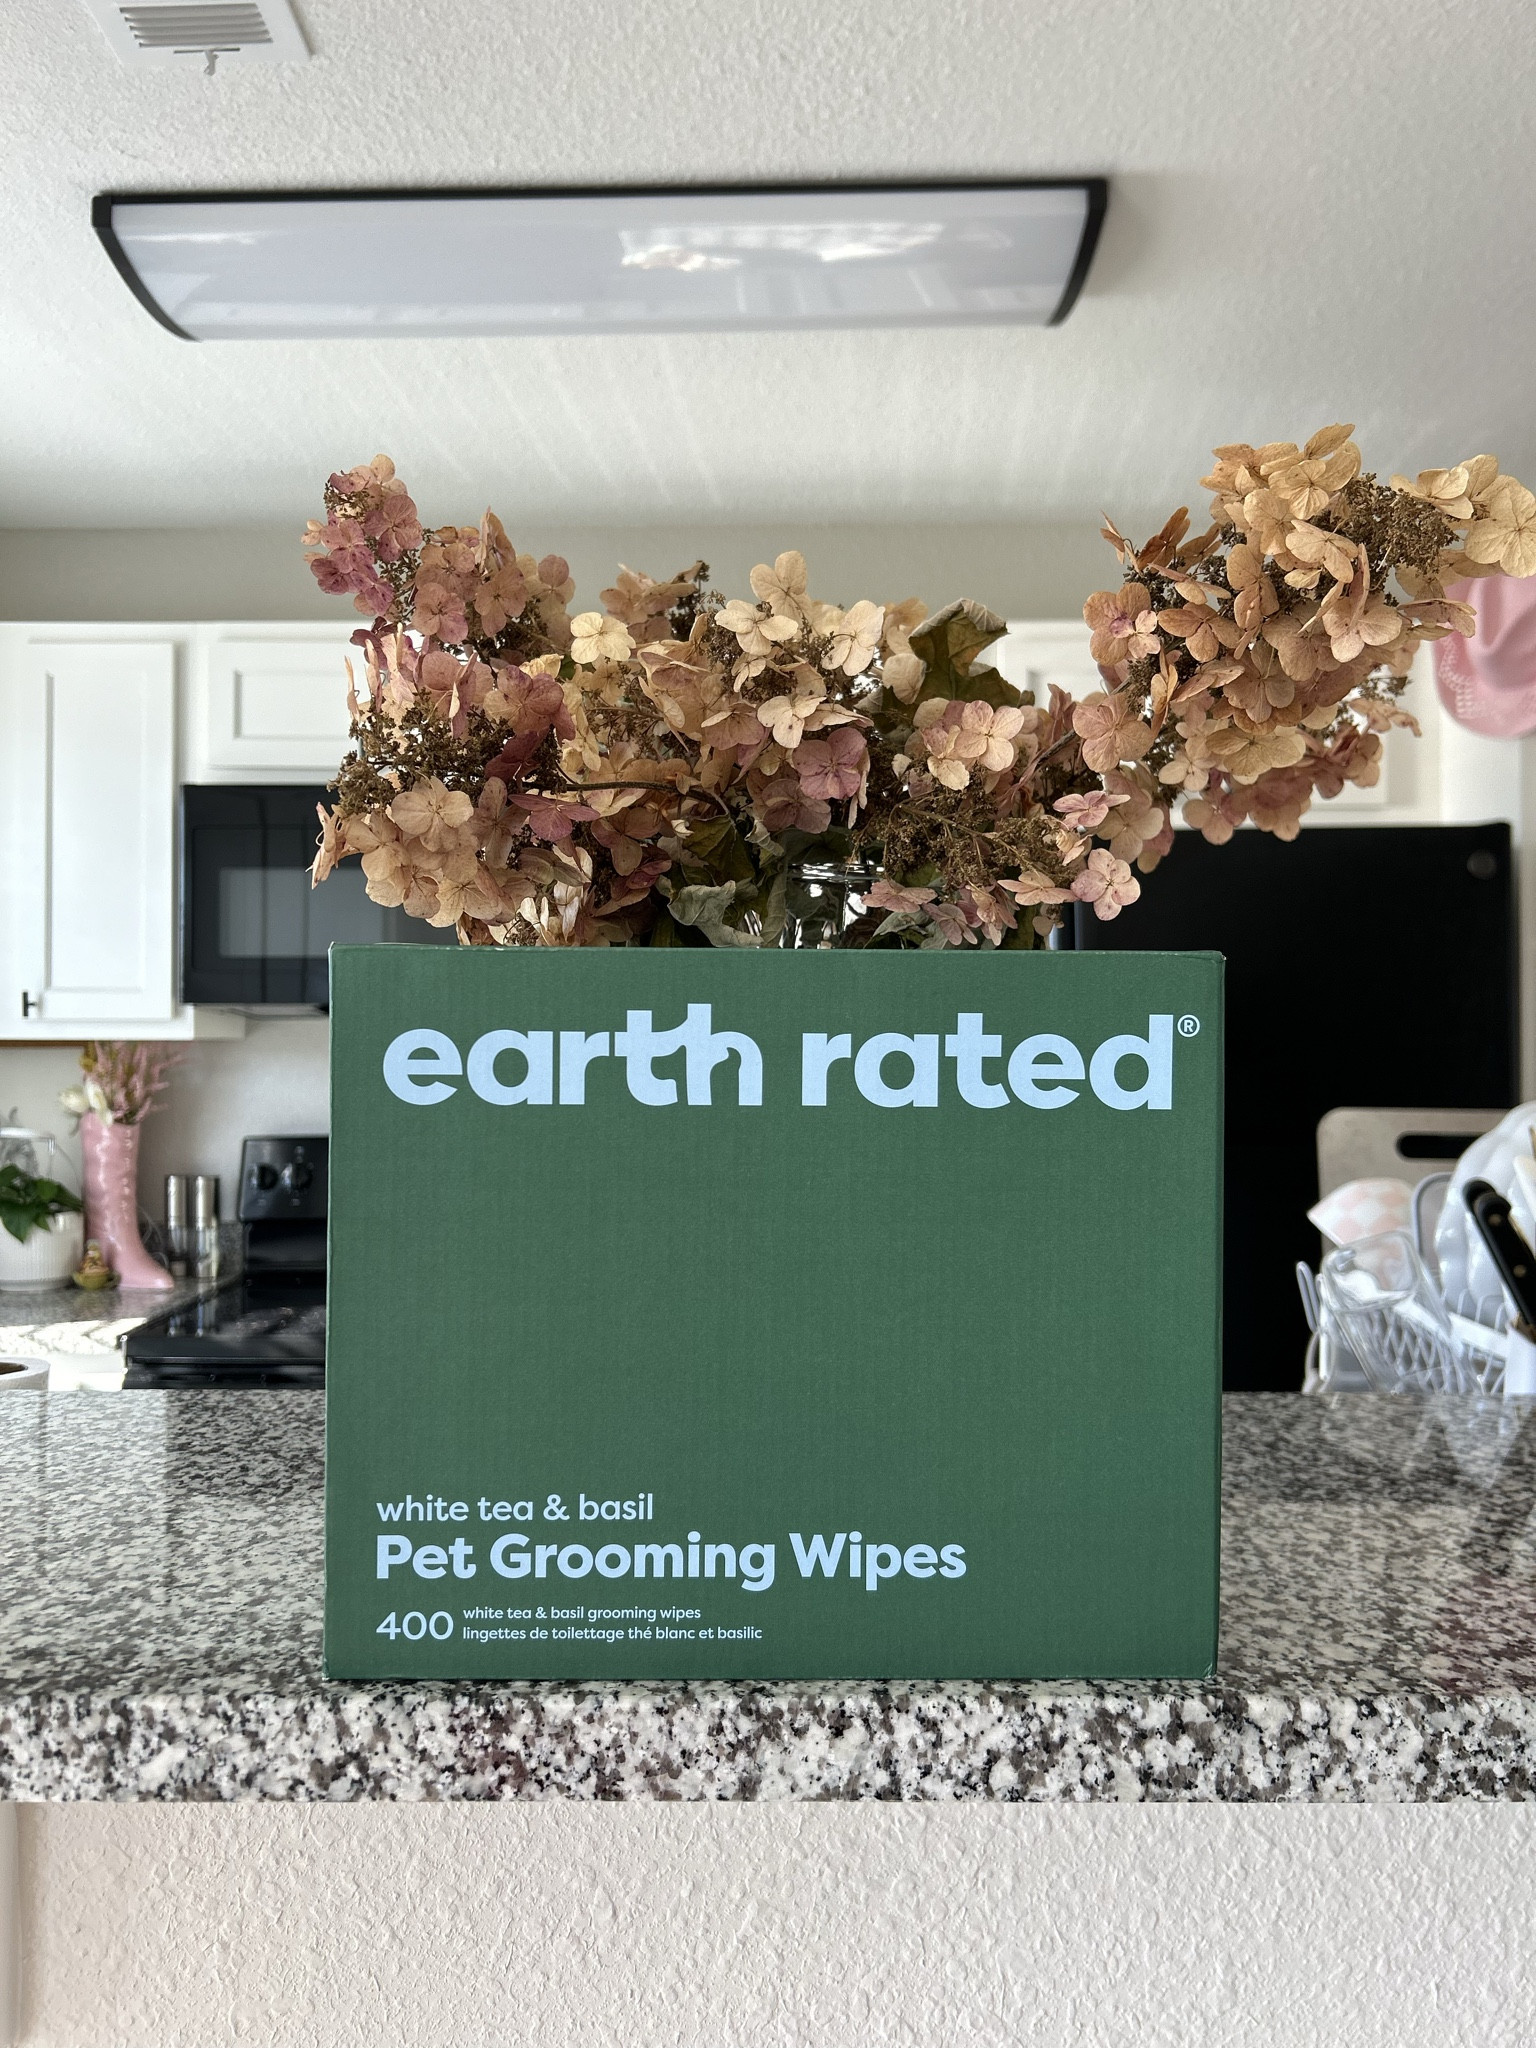 earth rated®
white tea & basil
Pet Grooming Wipes
400 white tea & basil grooming wipes
lingettes de toilettage thé blanc et basilic